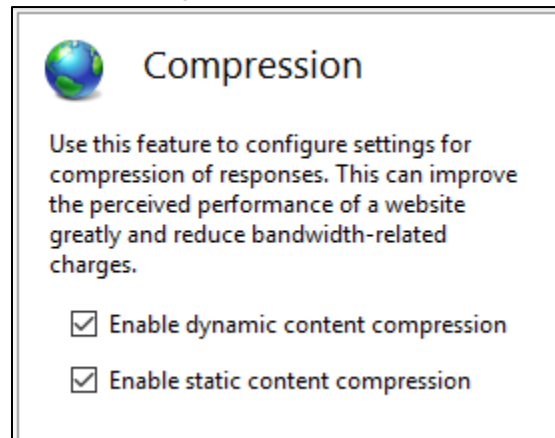 Compression
Use this feature to configure settings for
compression of responses. This can improve
the perceived performance of a website
greatly and reduce bandwidth-related
charges.
Enable dynamic content compression
Enable static content compression